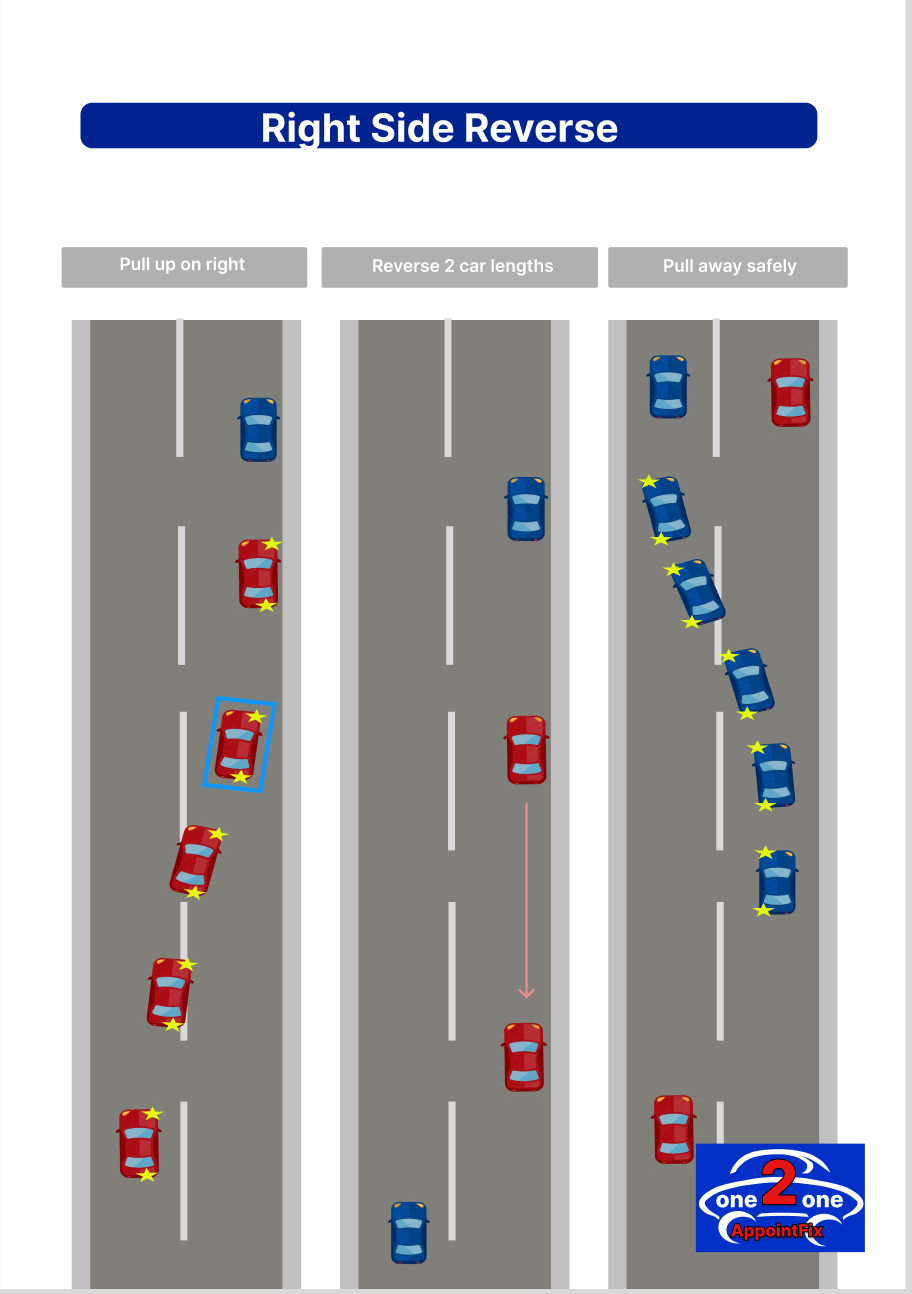 Right Side Reverse
Pull up on right
Reverse 2 car lengths
Pull away safely
one 2 one
AppointFix